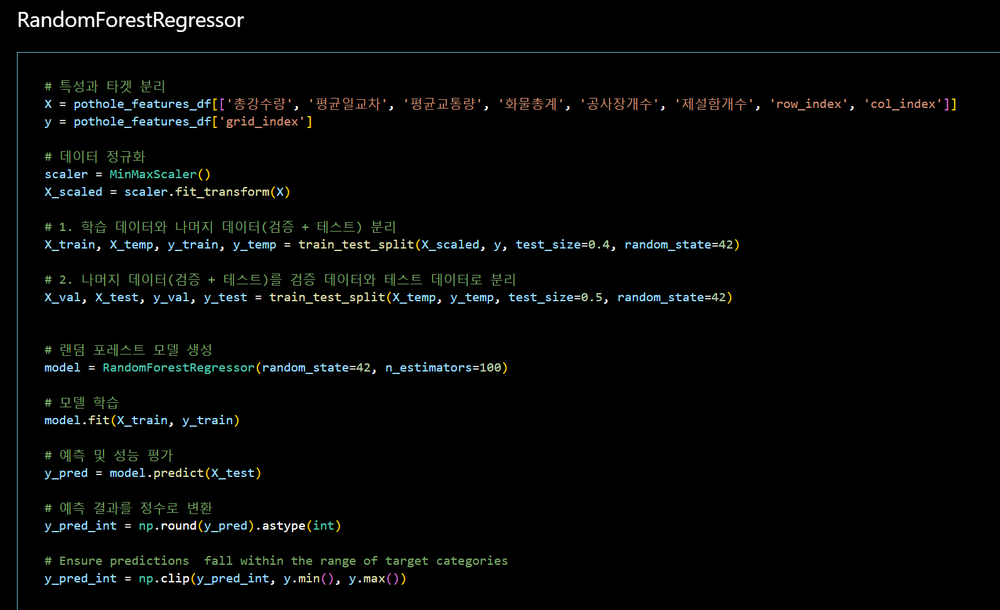 RandomForestRegressor
# 특성과 타겟 분리
X = pothole_features_df[['총강수량', '평균일교차', '평균교통량', '화물총계', '공사장개수', '제설함개수', 'row_index', 'col_index']]
y = pothole_features_df['grid_index']
# 데이터 정규화
scaler = MinMaxScaler()
X_scaled = scaler.fit_transform(X)
# 1. 학습 데이터와 나머지 데이터(검증 + 테스트) 분리
X_train, X_temp, y_train, y_temp = train_test_split(X_scaled, y, test_size=0.4, random_state=42)
# 2. 나머지 데이터(검증 + 테스트)를 검증 데이터와 테스트 데이터로 분리
X_val, X_test, y_val, y_test = train_test_split(X_temp, y_temp, test_size=0.5, random_state=42)
# 랜덤 포레스트 모델 생성
model = RandomForestRegressor(random_state=42, n_estimators=100)
# 모델 학습
model.fit(X_train, y_train)
# 예측 및 성능 평가
y_pred = model.predict(X_test)
# 예측 결과를 정수로 변환
y_pred_int = np.round(y_pred).astype(int)
# Ensure predictions  fall within the range of target categories
y_pred_int = np.clip(y_pred_int, y.min(), y.max())